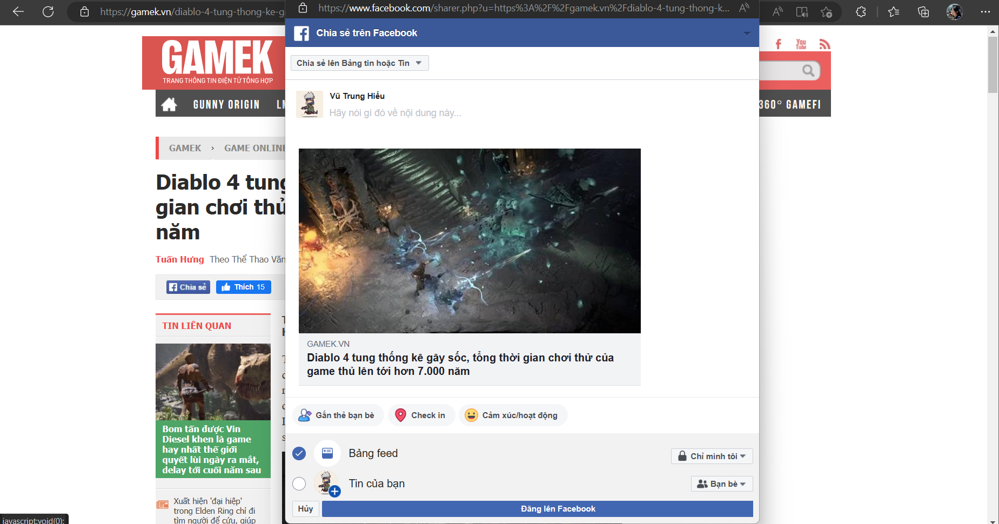 https://gamek.vn/diablo-4-tung-thong-ke-g
https://www.facebook.com/sharer.php?u=https%3A%2F%2Fgamek.vn%2Fdiablo-4-tung-thong-k...
Chia sẻ trên Facebook
Chia sẻ lên Bảng tin hoặc Tin
GAMEK
TRANG THÔNG TIN ĐIỆN TỬ TỔNG HỢP
You
Tube
GUNNY ORIGIN
360° GAMEFI
Vũ Trung Hiếu
Hãy nói gì đó về nội dung này...
GAMEK › GAME ONLINE
Diablo 4 tung
gian chơi thử
năm
Tuấn Hưng Theo Thể Thao Văn
Chia sẻ
Thích 15
TIN LIÊN QUAN
Bom tấn được Vin
Diesel khen là game
hay nhất thế giới
quyết lùi ngày ra mắt,
delay tới cuối năm sau
Xuất hiện 'đại hiệp'
trong Elden Ring chỉ đi
tìm người để cứu, giúp
GAMEK.VN
Diablo 4 tung thống kê gây sốc, tổng thời gian chơi thử của
game thủ lên tới hơn 7.000 năm
Gắn thẻ bạn bè
Check in
Cảm xúc/hoạt động
Bảng feed
Chỉ mình tôi
Tin của bạn
Bạn bè
Hủy
Đăng lên Facebook
javascript:void(0);